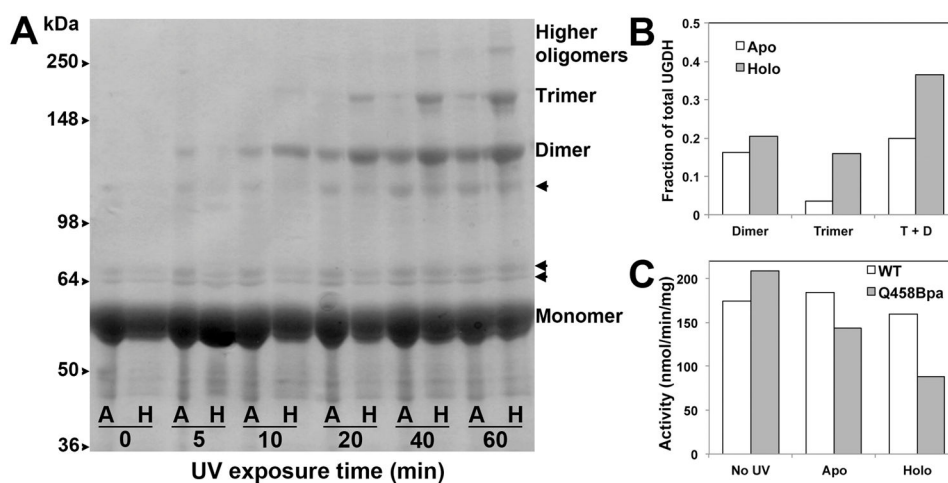 A
kDa
250
148
98
64
50
36
Higher
oligomers
Trimer
Dimer
Monomer
A H A H A H A H A H A H
0 5 10 20 40 60
UV exposure time (min)
B
Apo
Holo
Fraction of total UGDH
0.5
0.4
0.3
0.2
0.1
0
Dimer Trimer T + D
C
WT
Q458Bpa
Activity (nmol/min/mg)
200
150
100
50
0
No UV Apo Holo